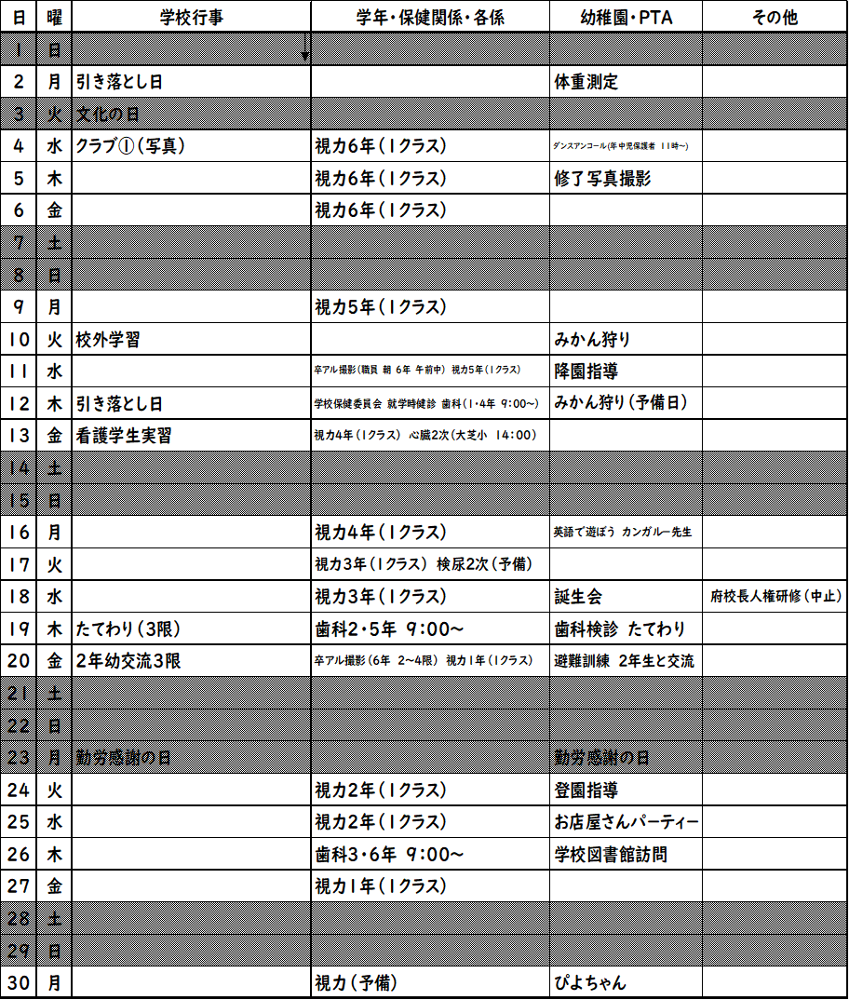 日 曜 学校行事 学年・保健関係・各係 幼稚園・PTA その他
1 日
2 月 引き落とし日 体重測定
3 火 文化の日
4 水 クラブ①(写真) 視力6年(1クラス) ダンスアンコール(年中児保護者 11時~)
5 木 視力6年(1クラス) 修了写真撮影
6 金 視力6年(1クラス)
7 土
8 日
9 月 視力5年(1クラス)
10 火 校外学習 みかん狩り
11 水 卒アル撮影(職員 朝 6年 午前中) 視力5年(1クラス) 降園指導
12 木 引き落とし日 学校保健委員会 就学時健診 歯科(1・4年 9:00~) みかん狩り(予備日)
13 金 看護学生実習 視力4年(1クラス) 心臓2次(大芝小 14:00)
14 土
15 日
16 月 視力4年(1クラス) 英語で遊ぼう カンガルー先生
17 火 視力3年(1クラス) 検尿2次(予備)
18 水 視力3年(1クラス) 誕生会 府校長人権研修(中止)
19 木 たてわり(3限) 歯科2・5年 9:00~ 歯科検診 たてわり
20 金 2年幼交流3限 卒アル撮影(6年 2~4限) 視力1年(1クラス) 避難訓練 2年生と交流
21 土
22 日
23 月 勤労感謝の日 勤労感謝の日
24 火 視力2年(1クラス) 登園指導
25 水 視力2年(1クラス) お店屋さんパーティー
26 木 歯科3・6年 9:00~ 学校図書館訪問
27 金 視力1年(1クラス)
28 土
29 日
30 月 視力(予備) ぴよちゃん